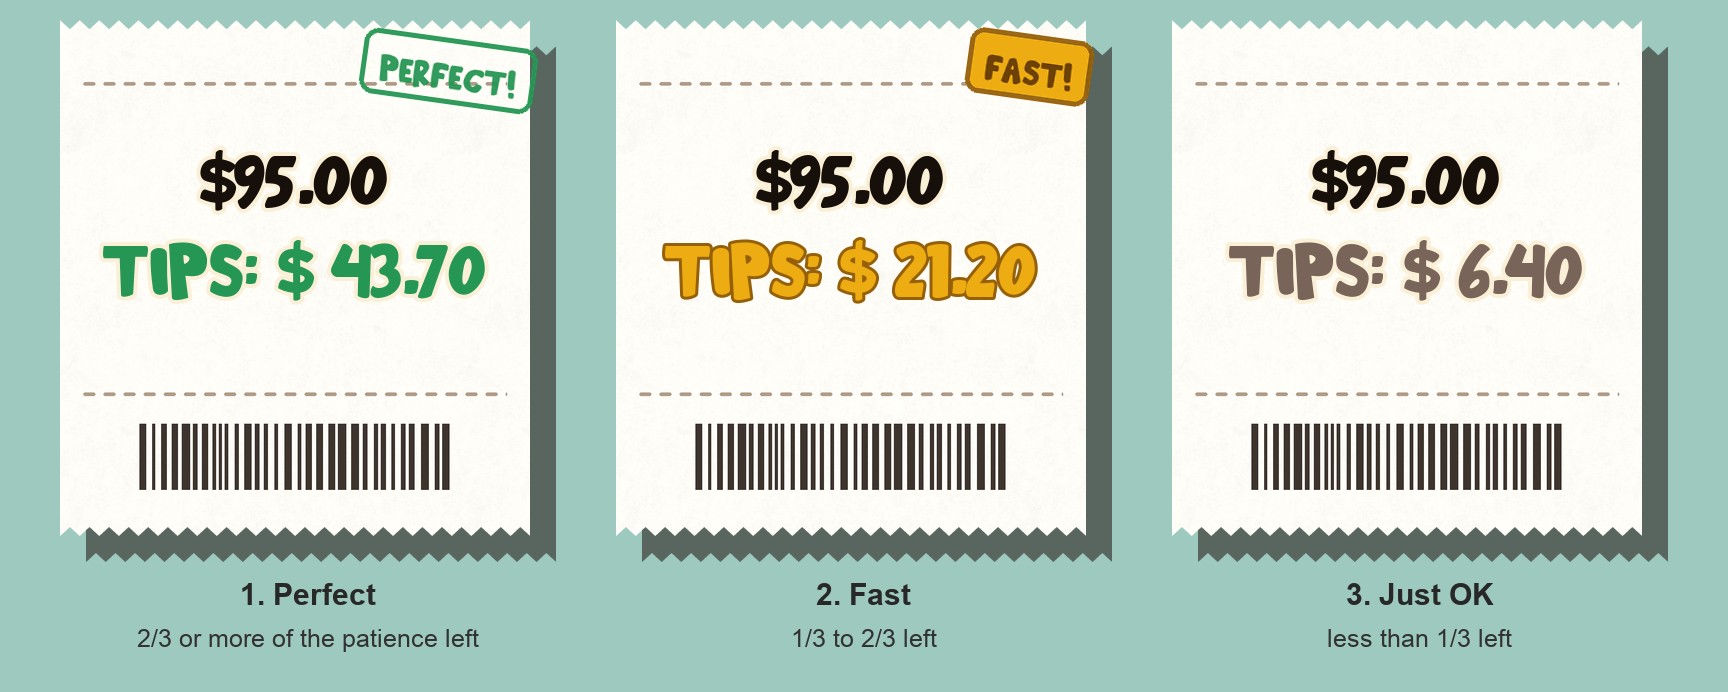 PERFECT!
$95.00
TIPS: $ 43.70
1. Perfect
2/3 or more of the patience left
FAST!
$95.00
TIPS: $ 21.20
2. Fast
1/3 to 2/3 left
$95.00
TIPS: $ 6.40
3. Just OK
less than 1/3 left